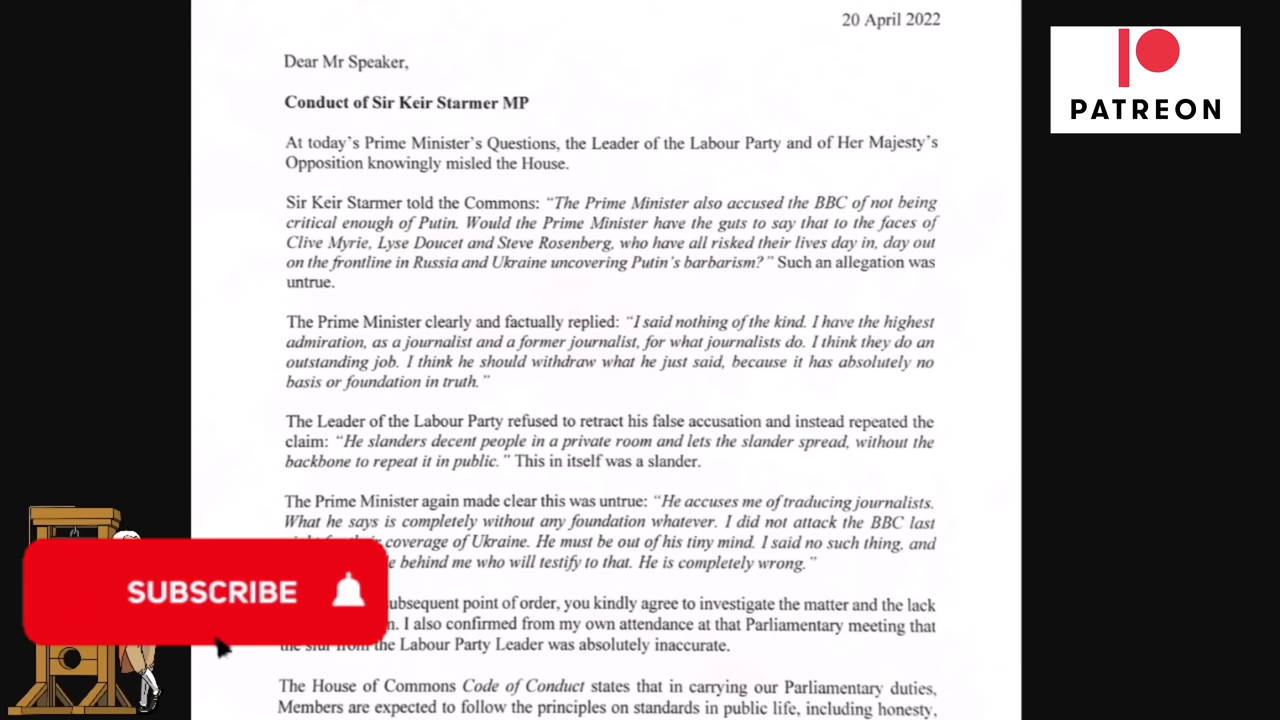 20 April 2022
PATREON
Dear Mr Speaker,
Conduct of Sir Keir Starmer MP
At today's Prime Minister's Questions, the Leader of the Labour Party and of Her Majesty's
Opposition knowingly misled the House.
Sir Keir Starmer told the Commons: "The Prime Minister also accused the BBC of not being
critical enough of Putin. Would the Prime Minister have the guts to say that to the faces of
Clive Myrie, Lyse Doucet and Steve Rosenberg, who have all risked their lives day in, day out
on the frontline in Russia and Ukraine uncovering Putin's barbarism?" Such an allegation was
untrue.
The Prime Minister clearly and factually replied: "I said nothing of the kind. I have the highest
admiration, as a journalist and a former journalist, for what journalists do. I think they do an
outstanding job. I think he should withdraw what he just said, because it has absolutely no
basis or foundation in truth."
The Leader of the Labour Party refused to retract his false accusation and instead repeated the
claim: "He slanders decent people in a private room and lets the slander spread, without the
backbone to repeat it in public." This in itself was a slander.
The Prime Minister again made clear this was untrue: "He accuses me of traducing journalists.
What he says is completely without any foundation whatever. I did not attack the BBC last
coverage of Ukraine. He must be out of his tiny mind. I said no such thing, and
behind me who will testify to that. He is completely wrong."
subsequent point of order, you kindly agree to investigate the matter and the lack
I also confirmed from my own attendance at that Parliamentary meeting that
the Labour Party Leader was absolutely inaccurate.
The House of Commons Code of Conduct states that in carrying our Parliamentary duties,
Members are expected to follow the principles on standards in public life, including honesty,
SUBSCRIBE